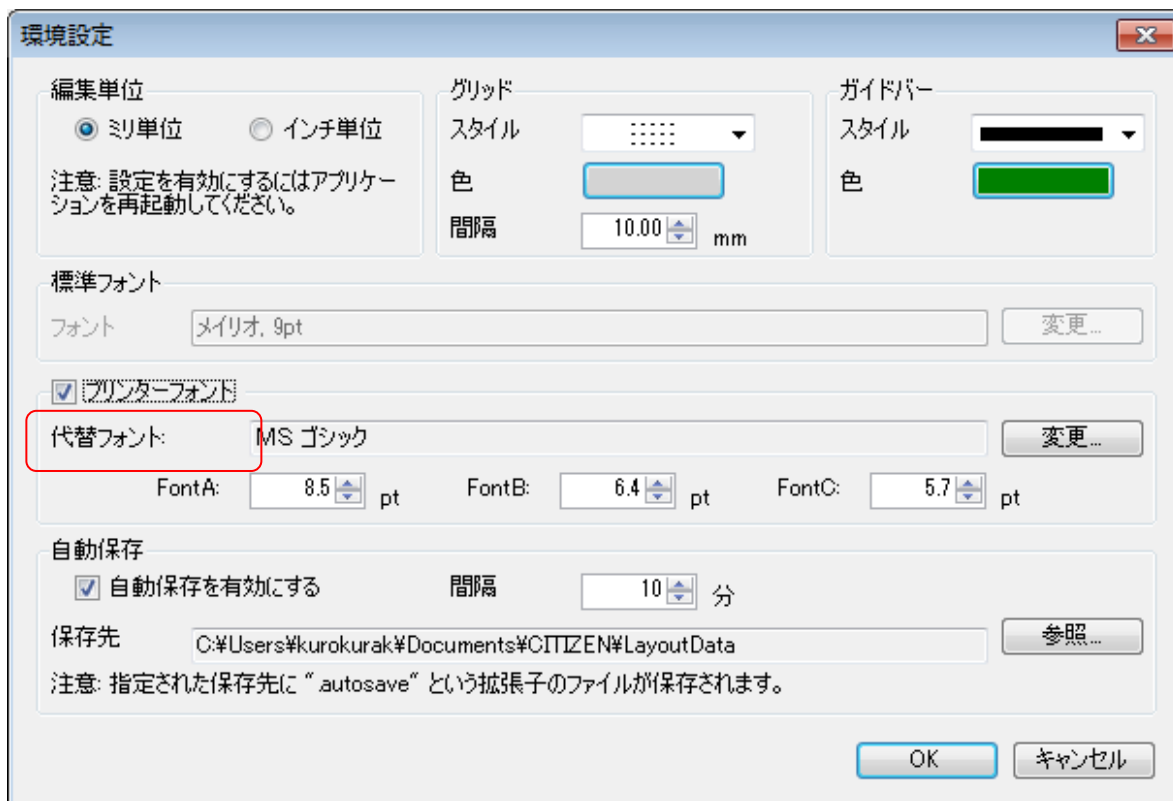 環境設定
編集単位
ミリ単位 インチ単位
注意: 設定を有効にするにはアプリケー
ションを再起動してください。
グリッド
スタイル
色
間隔 10.00 mm
ガイドバー
スタイル
色
標準フォント
フォント メイリオ, 9pt 変更...
プリンターフォント
代替フォント: MS ゴシック 変更...
FontA: 8.5 pt FontB: 6.4 pt FontC: 5.7 pt
自動保存
自動保存を有効にする 間隔 10 分
保存先 C:¥Users¥kurokurak¥Documents¥CITIZEN¥LayoutData 参照...
注意: 指定された保存先に ".autosave" という拡張子のファイルが保存されます。
OK キャンセル